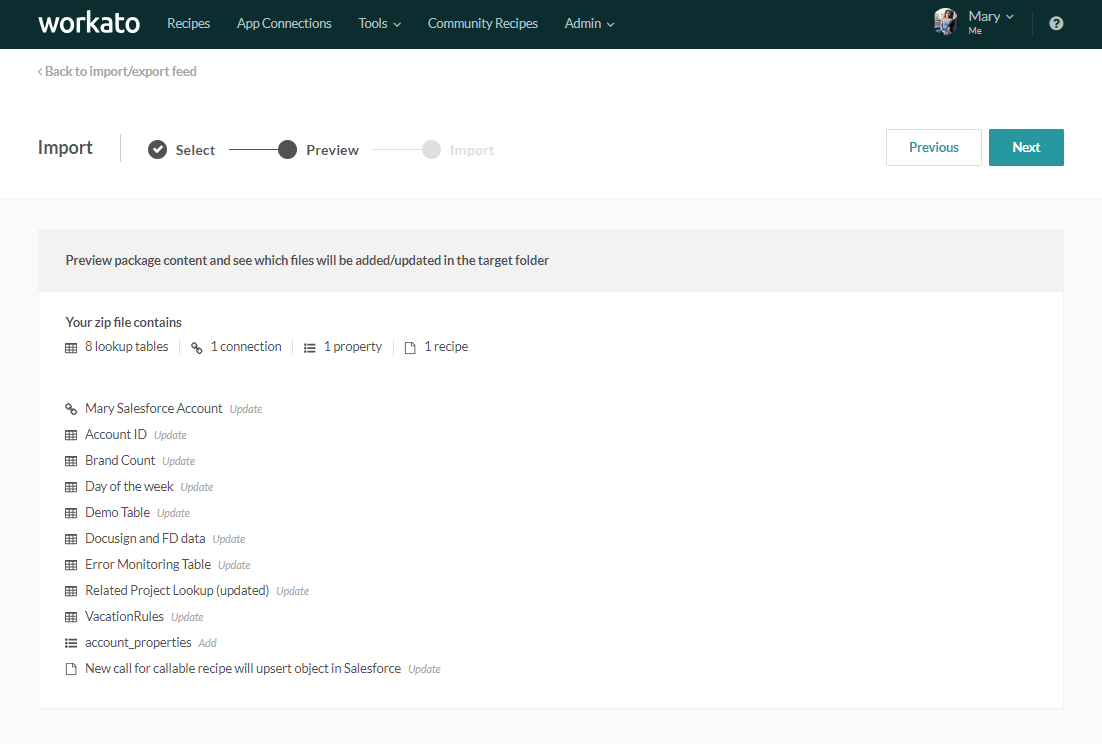 workato Recipes App Connections Tools Community Recipes Admin Mary
Me
Back to import/export feed
Import Select Preview Import Previous Next
Preview package content and see which files will be added/updated in the target folder
Your zip file contains
8 lookup tables 1 connection 1 property 1 recipe
Mary Salesforce Account Update
Account ID Update
Brand Count Update
Day of the week Update
Demo Table Update
Docusign and FD data Update
Error Monitoring Table Update
Related Project Lookup (updated) Update
VacationRules Update
account_properties Add
New call for callable recipe will upsert object in Salesforce Update